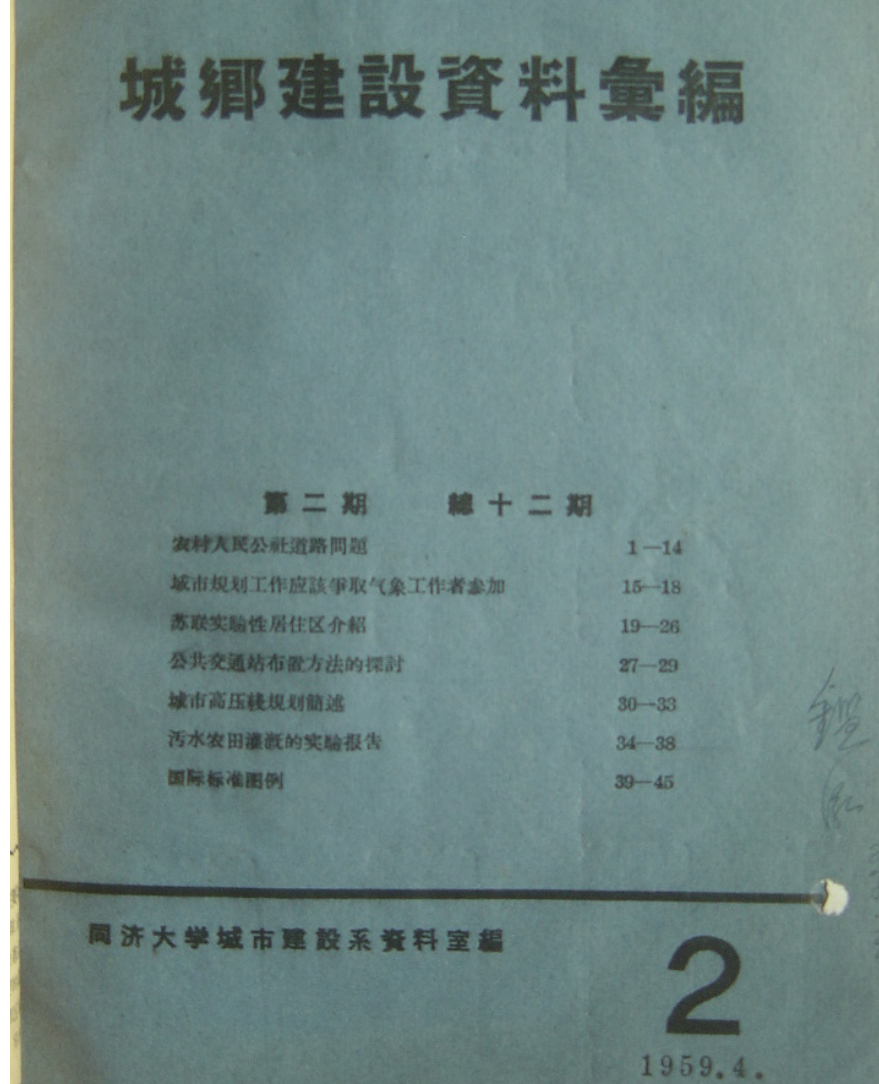 城鄉建設資料彙編
第二期 總十二期
农村人民公社道路問題 1—14
城市規划工作应該爭取气象工作者参加 15—18
苏联实驗性居住区介紹 19—26
公共交通站布置方法的探討 27—29
城市高压綫規划簡述 30—33
汚水农田灌溉的实驗报告 34—38
国际标准图例 39—45
同济大学城市建設系資料室編
2
1959.4.